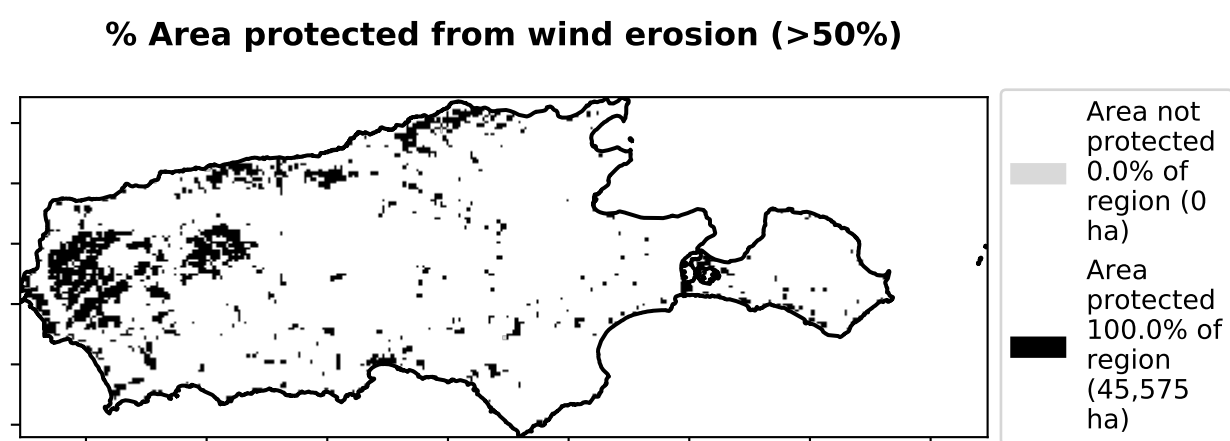 % Area protected from wind erosion (>50%)
Area not
protected
0.0% of
region (0
ha)
Area
protected
100.0% of
region
(45,575
ha)